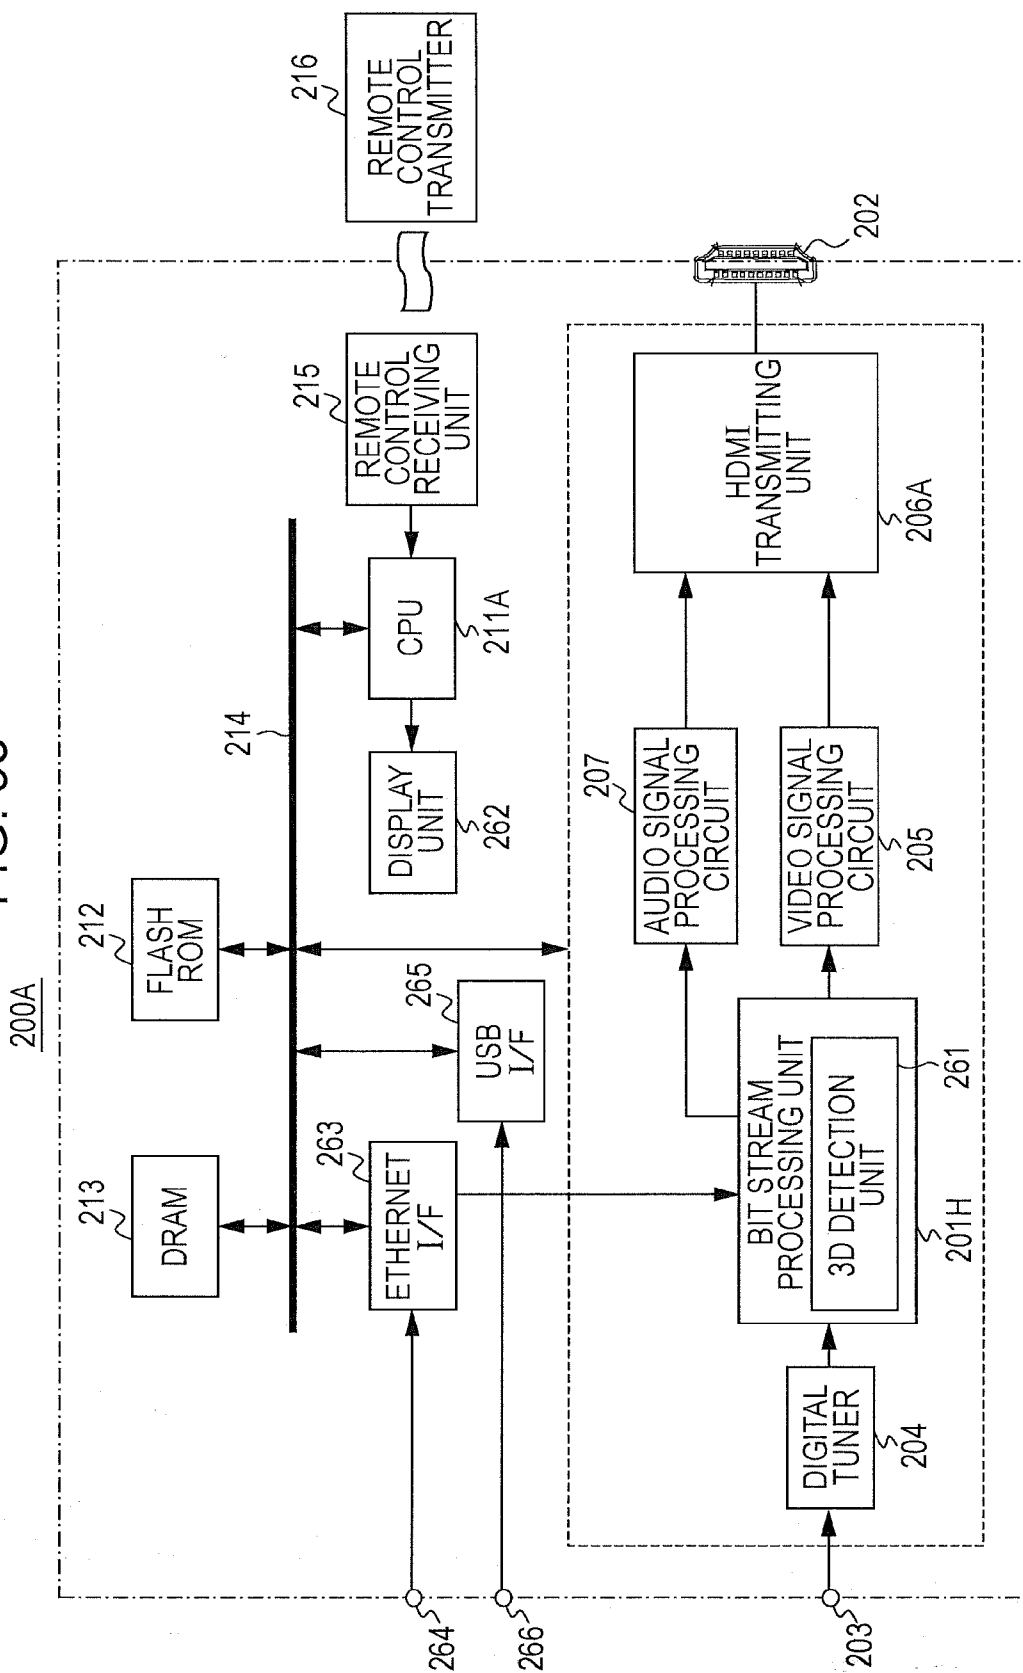 200A
213
DRAM
212
FLASH
ROM
214
216
REMOTE
CONTROL
TRANSMITTER
215
REMOTE
CONTROL
RECEIVING
UNIT
CPU
211A
DISPLAY
UNIT
262
263
ETHERNET
I/F
265
USB
I/F
264
266
203
DIGITAL
TUNER
204
BIT STREAM
PROCESSING UNIT
3D DETECTION
UNIT
261
201H
207
AUDIO SIGNAL
PROCESSING
CIRCUIT
VIDEO SIGNAL
PROCESSING
CIRCUIT
205
HDMI
TRANSMITTING
UNIT
206A
202